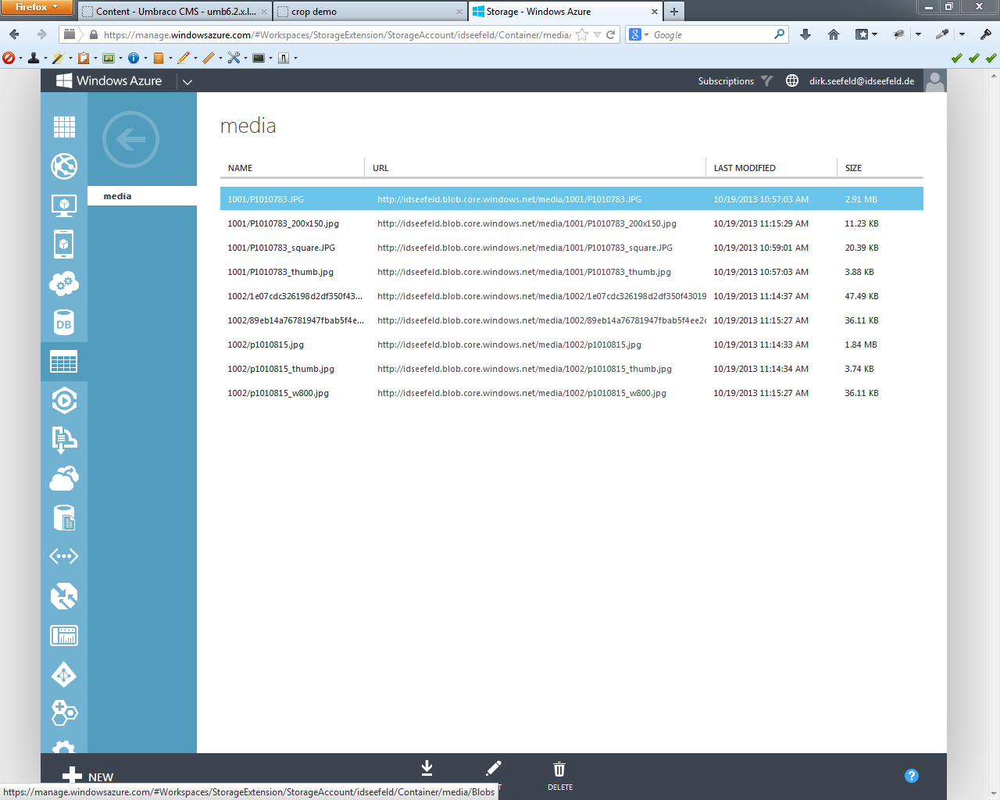 Firefox
Content - Umbraco CMS - umb6.2.x.l...
crop demo
Storage - Windows Azure
https://manage.windowsazure.com/#Workspaces/StorageExtension/StorageAccount/idseefeld/Container/media/
Google
Windows Azure
Subscriptions
dirk.seefeld@idseefeld.de
media
media
NAME URL LAST MODIFIED SIZE
1001/P1010783.JPG http://idseefeld.blob.core.windows.net/media/1001/P1010783.JPG 10/19/2013 10:57:03 AM 2.91 MB
1001/P1010783_200x150.jpg http://idseefeld.blob.core.windows.net/media/1001/P1010783_200x150.jpg 10/19/2013 11:15:29 AM 11.23 KB
1001/P1010783_square.JPG http://idseefeld.blob.core.windows.net/media/1001/P1010783_square.JPG 10/19/2013 10:59:01 AM 20.39 KB
1001/P1010783_thumb.jpg http://idseefeld.blob.core.windows.net/media/1001/P1010783_thumb.jpg 10/19/2013 10:57:03 AM 3.88 KB
1002/1e07cdc326198d2df350f43... http://idseefeld.blob.core.windows.net/media/1002/1e07cdc326198d2df350f43019 10/19/2013 11:14:37 AM 47.49 KB
1002/89eb14a76781947fbab5f4e... http://idseefeld.blob.core.windows.net/media/1002/89eb14a76781947fbab5f4ee2c 10/19/2013 11:15:27 AM 36.11 KB
1002/p1010815.jpg http://idseefeld.blob.core.windows.net/media/1002/p1010815.jpg 10/19/2013 11:14:33 AM 1.84 MB
1002/p1010815_thumb.jpg http://idseefeld.blob.core.windows.net/media/1002/p1010815_thumb.jpg 10/19/2013 11:14:34 AM 3.74 KB
1002/p1010815_w800.jpg http://idseefeld.blob.core.windows.net/media/1002/p1010815_w800.jpg 10/19/2013 11:15:27 AM 36.11 KB
DB
NEW
DELETE
https://manage.windowsazure.com/#Workspaces/StorageExtension/StorageAccount/idseefeld/Container/media/Blobs